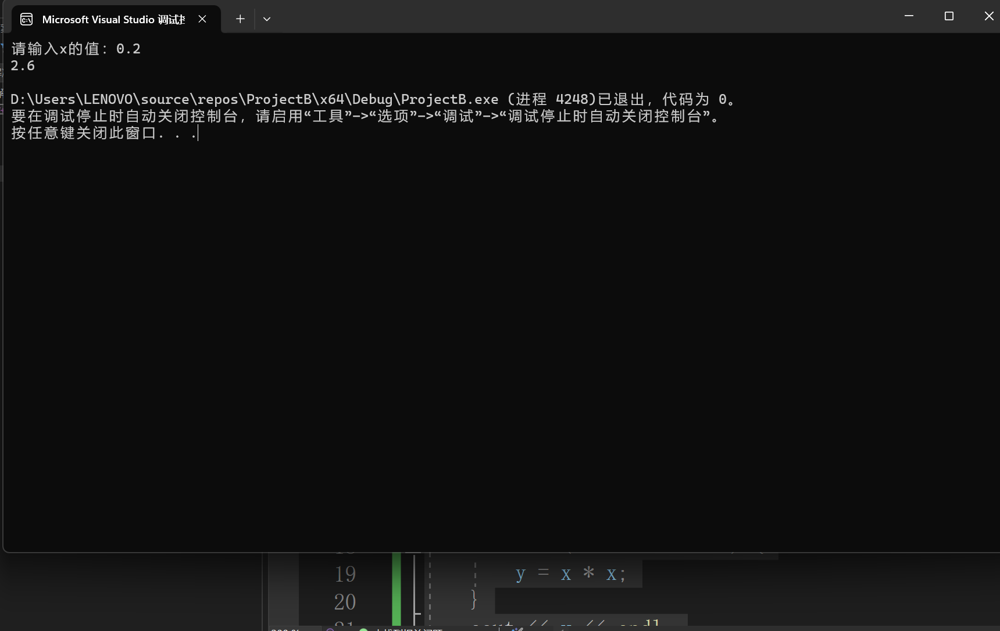 Microsoft Visual Studio 调试
请输入x的值: 0.2
2.6
D:\Users\LENOVO\source\repos\ProjectB\x64\Debug\ProjectB.exe (进程 4248)已退出，代码为 0。
要在调试停止时自动关闭控制台，请启用“工具”->“选项”->“调试”->“调试停止时自动关闭控制台”。
按任意键关闭此窗口. . .
19 y = x * x;
20 }